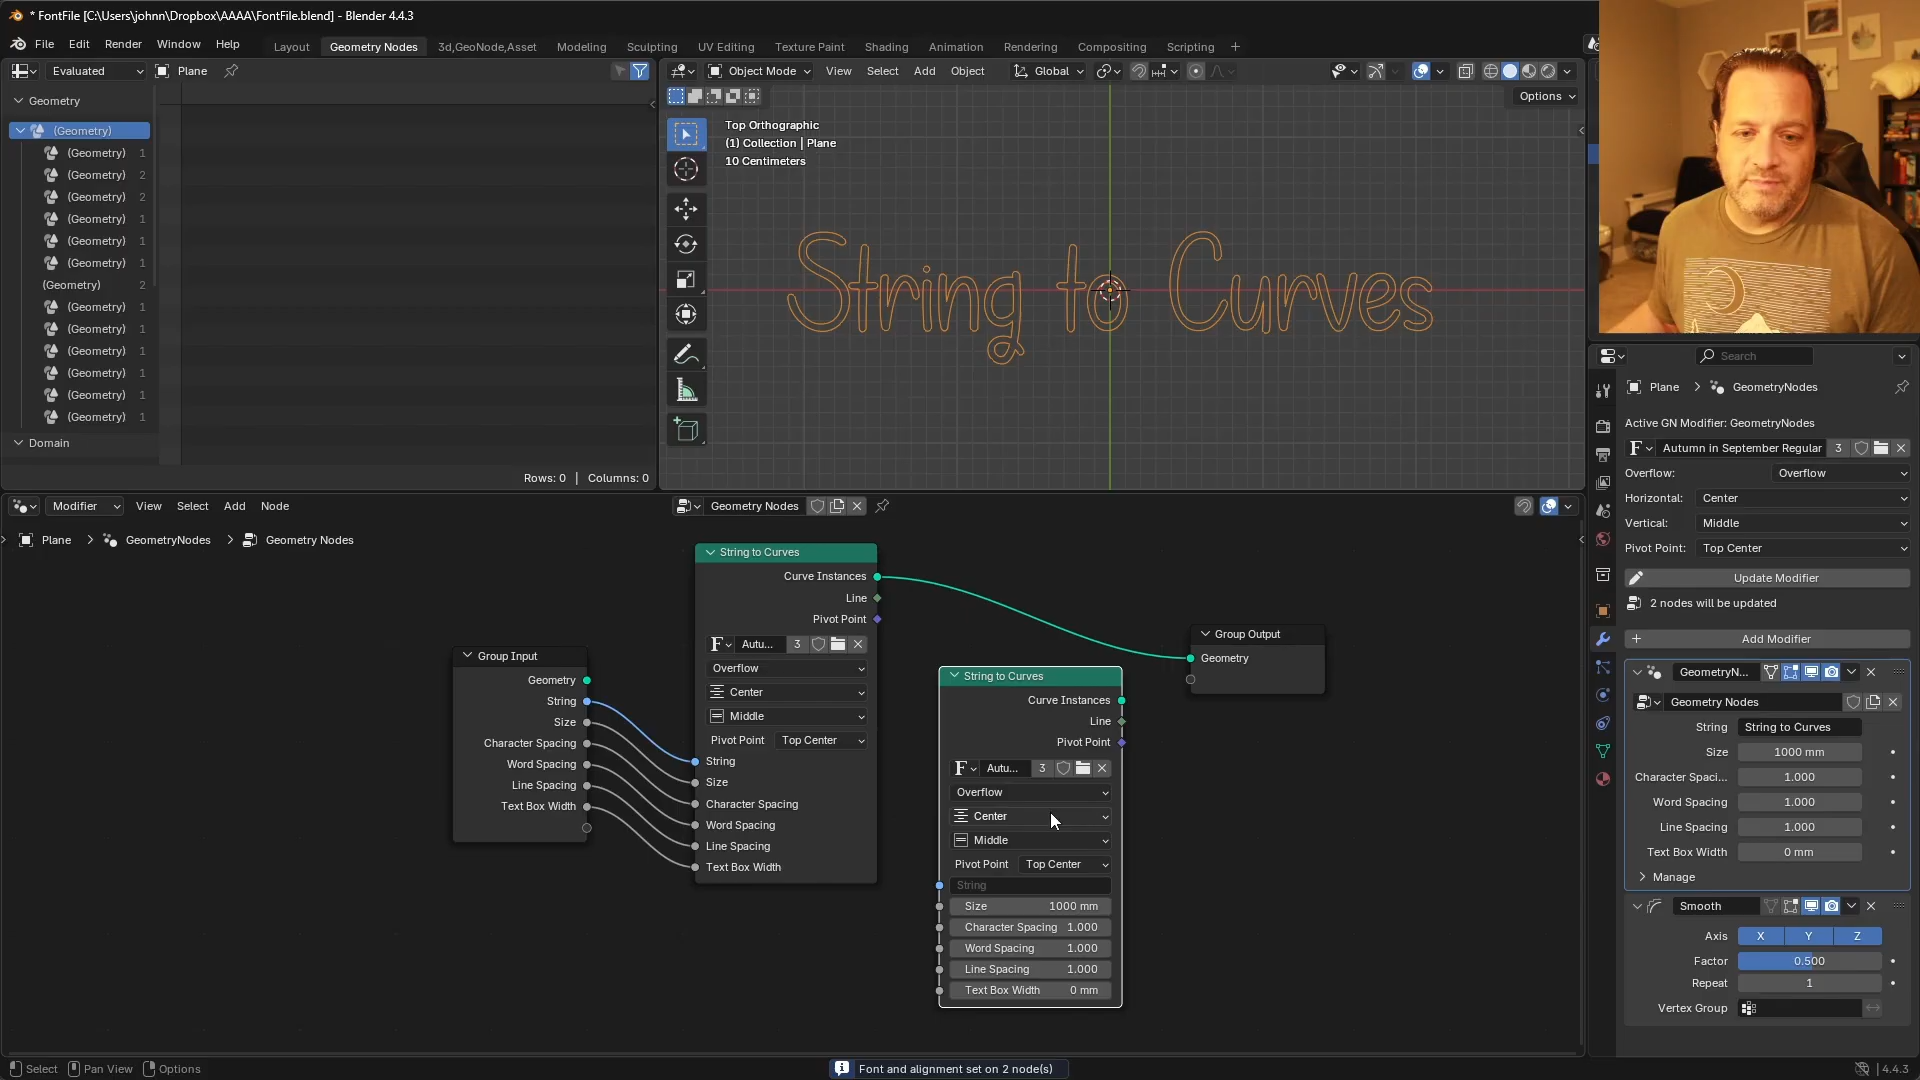 * FontFile [C:\Users\johnn\Dropbox\AAAA\FontFile.blend] - Blender 4.4.3
File Edit Render Window Help Layout Geometry Nodes 3d,GeoNode,Asset Modeling Sculpting UV Editing Texture Paint Shading Animation Rendering Compositing Scripting +
Evaluated Plane
Geometry
(Geometry)
(Geometry) 1
(Geometry) 2
(Geometry) 2
(Geometry) 1
(Geometry) 1
(Geometry) 1
(Geometry) 2
(Geometry) 1
(Geometry) 1
(Geometry) 1
(Geometry) 1
(Geometry) 1
(Geometry) 1
Domain
Rows: 0 | Columns: 0
Object Mode View Select Add Object Global
Options
Top Orthographic
(1) Collection | Plane
10 Centimeters
String to Curves
Modifier View Select Add Node Geometry Nodes
Plane > GeometryNodes > Geometry Nodes
Group Input
Geometry
String
Size
Character Spacing
Word Spacing
Line Spacing
Text Box Width
String to Curves
Curve Instances
Line
Pivot Point
F Autu... 3
Overflow
Center
Middle
Pivot Point Top Center
String
Size
Character Spacing
Word Spacing
Line Spacing
Text Box Width
String to Curves
Curve Instances
Line
Pivot Point
F Autu... 3
Overflow
Center
Middle
Pivot Point Top Center
String
Size 1000 mm
Character Spacing 1.000
Word Spacing 1.000
Line Spacing 1.000
Text Box Width 0 mm
Group Output
Geometry
Search
Plane > GeometryNodes
Active GN Modifier: GeometryNodes
F Autumn in September Regular 3
Overflow: Overflow
Horizontal: Center
Vertical: Middle
Pivot Point: Top Center
Update Modifier
2 nodes will be updated
+ Add Modifier
GeometryN...
Geometry Nodes
String String to Curves
Size 1000 mm
Character Spaci... 1.000
Word Spacing 1.000
Line Spacing 1.000
Text Box Width 0 mm
Manage
Smooth
Axis X Y Z
Factor 0.500
Repeat 1
Vertex Group
Select Pan View Options
Font and alignment set on 2 node(s)
4.4.3